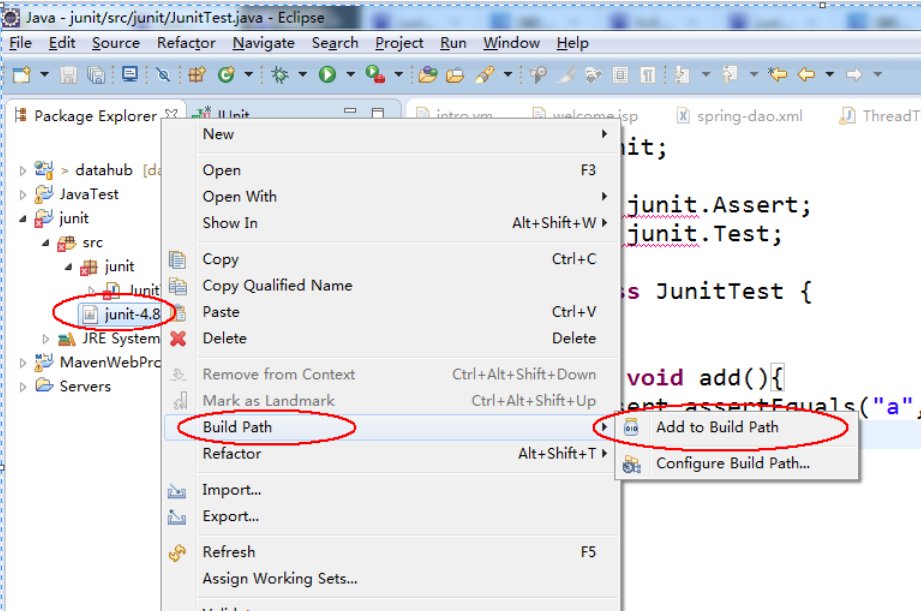 Java - junit/src/junit/JunitTest.java - Eclipse
File Edit Source Refactor Navigate Search Project Run Window Help
Package Explorer JUnit intro.vm welcome.jsp spring-dao.xml ThreadT
> datahub [da
JavaTest
junit
src
junit
Junit
junit-4.8
JRE System
MavenWebPro
Servers
New
Open F3
Open With
Show In Alt+Shift+W
Copy Ctrl+C
Copy Qualified Name
Paste Ctrl+V
Delete Delete
Remove from Context Ctrl+Alt+Shift+Down
Mark as Landmark Ctrl+Alt+Shift+Up
Build Path
Refactor Alt+Shift+T
Import...
Export...
Refresh F5
Assign Working Sets...
Add to Build Path
Configure Build Path...
nit;
junit.Assert;
junit.Test;
ss JunitTest {
void add(){
sert.assertEquals("a",